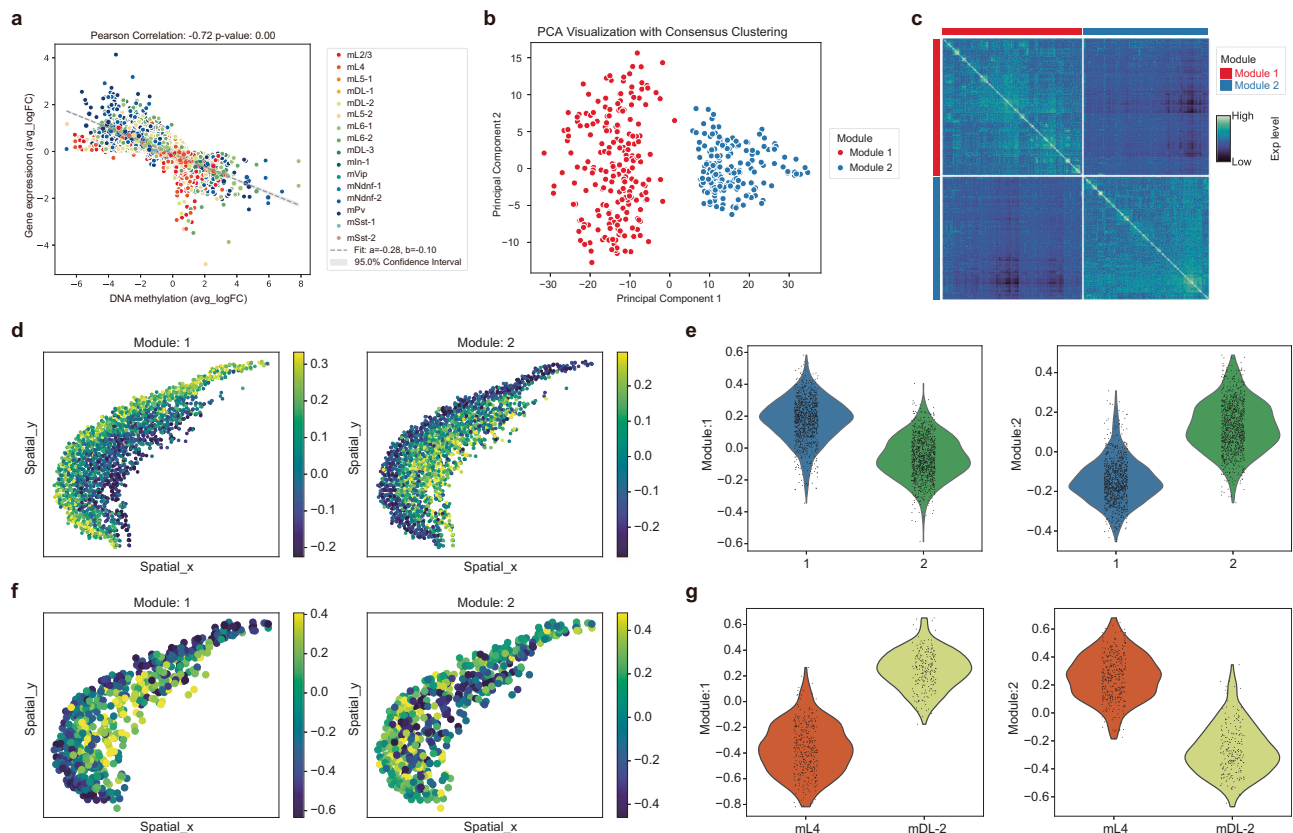 a
Pearson Correlation: -0.72 p-value: 0.00
Gene expression (avg_logFC)
4
2
0
−2
−4
−6
−4
−2
0
2
4
6
8
DNA methylation (avg_logFC)
mL2/3
mL4
mL5-1
mDL-1
mDL-2
mL5-2
mL6-1
mL6-2
mDL-3
mIn-1
mVip
mNdnf-1
mNdnf-2
mPv
mSst-1
mSst-2
Fit: a=-0.28, b=-0.10
95.0% Confidence Interval
b
PCA Visualization with Consensus Clustering
Principal Component 2
15
10
5
0
−5
−10
−30
−20
−10
0
10
20
30
Principal Component 1
Module
Module 1
Module 2
c
Module
Module 1
Module 2
High
Low
Exp level
d
Module: 1
Spatial_y
Spatial_x
0.3
0.2
0.1
0.0
−0.1
−0.2
Module: 2
Spatial_y
Spatial_x
0.2
0.1
0.0
−0.1
−0.2
e
Module:1
0.6
0.4
0.2
0.0
−0.2
−0.4
−0.6
1
2
Module:2
0.4
0.2
0.0
−0.2
−0.4
1
2
f
Module: 1
Spatial_y
Spatial_x
0.4
0.2
0.0
−0.2
−0.4
−0.6
Module: 2
Spatial_y
Spatial_x
0.4
0.2
0.0
−0.2
−0.4
g
Module:1
0.6
0.4
0.2
0.0
−0.2
−0.4
−0.6
−0.8
mL4
mDL-2
Module:2
0.6
0.4
0.2
0.0
−0.2
−0.4
−0.6
mL4
mDL-2